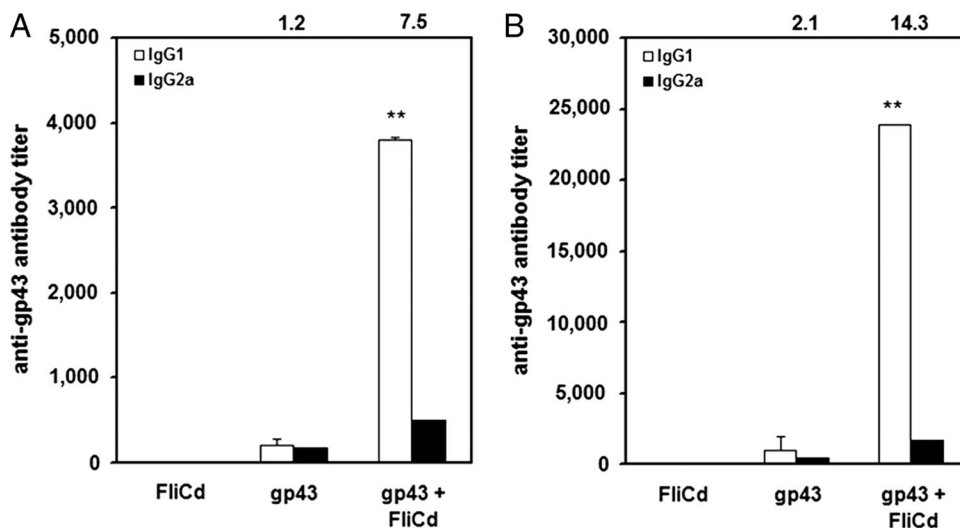 A
1.2 7.5
anti-gp43 antibody titer
5,000
4,000
3,000
2,000
1,000
0
IgG1
IgG2a
**
FliCd gp43 gp43 +
FliCd
B
2.1 14.3
anti-gp43 antibody titer
30,000
25,000
20,000
15,000
10,000
5,000
0
IgG1
IgG2a
**
FliCd gp43 gp43 +
FliCd